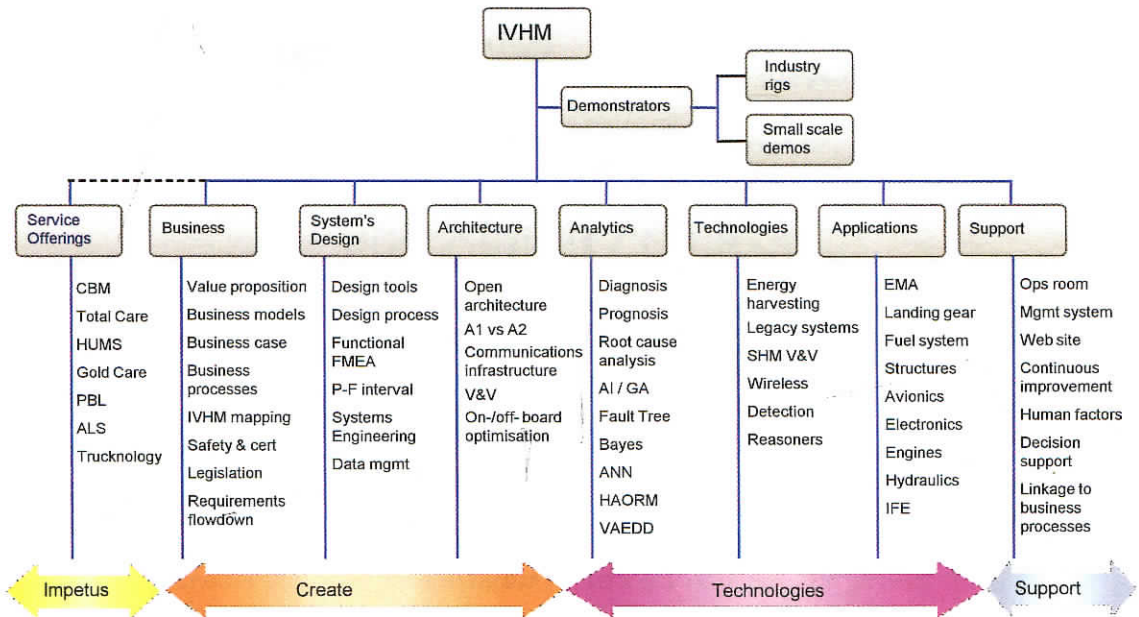 IVHM
Demonstrators
Industry
rigs
Small scale
demos
Service
Offerings
Business
System's
Design
Architecture
Analytics
Technologies
Applications
Support
CBM
Total Care
HUMS
Gold Care
PBL
ALS
Trucknology
Value proposition
Business models
Business case
Business
processes
IVHM mapping
Safety & cert
Legislation
Requirements
flowdown
Design tools
Design process
Functional
FMEA
P-F interval
Systems
Engineering
Data mgmt
Open
architecture
A1 vs A2
Communications
infrastructure
V&V
On-/off- board
optimisation
Diagnosis
Prognosis
Root cause
analysis
AI / GA
Fault Tree
Bayes
ANN
HAORM
VAEDD
Energy
harvesting
Legacy systems
SHM V&V
Wireless
Detection
Reasoners
EMA
Landing gear
Fuel system
Structures
Avionics
Electronics
Engines
Hydraulics
IFE
Ops room
Mgmt system
Web site
Continuous
improvement
Human factors
Decision
support
Linkage to
business
processes
Impetus
Create
Technologies
Support